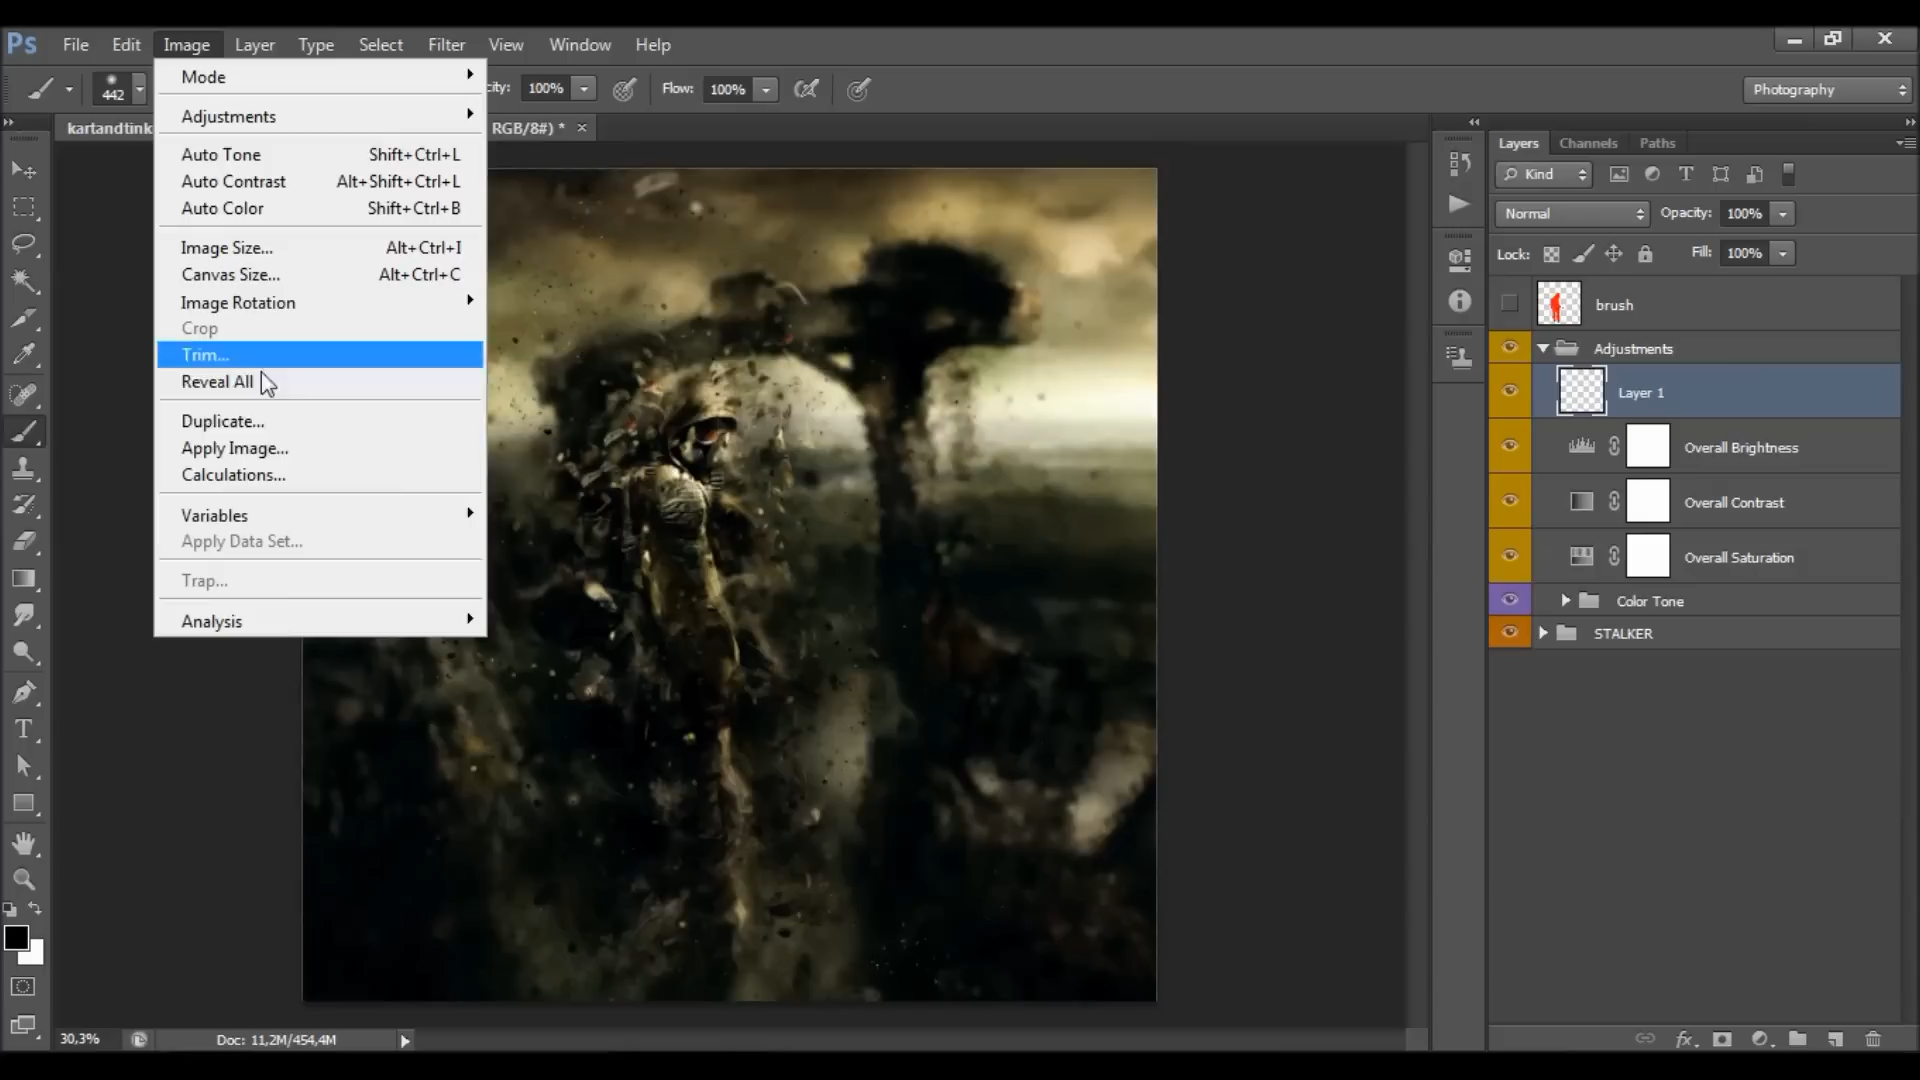 Ps File Edit Image Layer Type Select Filter View Window Help
442 city: 100% Flow: 100% Photography
kartandtink RGB/8#) * ×
Mode
Adjustments
Auto Tone Shift+Ctrl+L
Auto Contrast Alt+Shift+Ctrl+L
Auto Color Shift+Ctrl+B
Image Size... Alt+Ctrl+I
Canvas Size... Alt+Ctrl+C
Image Rotation
Crop
Trim...
Reveal All
Duplicate...
Apply Image...
Calculations...
Variables
Apply Data Set...
Trap...
Analysis
Layers Channels Paths
Kind
Normal Opacity: 100%
Lock: Fill: 100%
brush
Adjustments
Layer 1
Overall Brightness
Overall Contrast
Overall Saturation
Color Tone
STALKER
30,3% Doc: 11,2M/454,4M